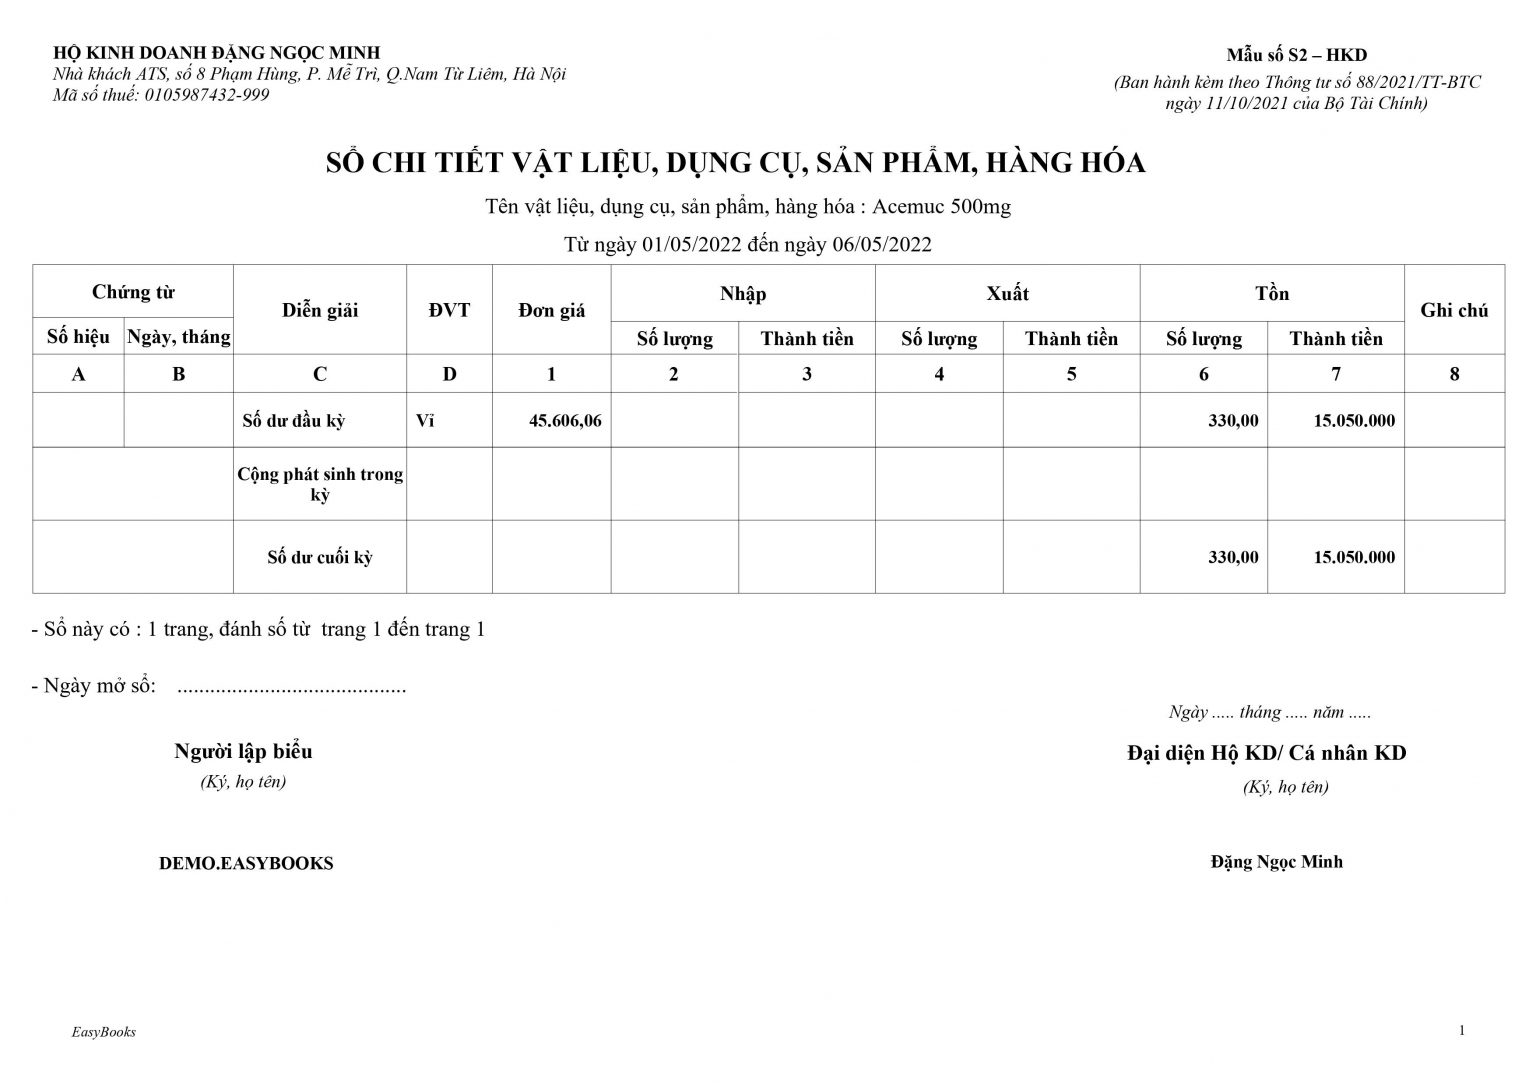 HỘ KINH DOANH ĐẶNG NGỌC MINH
Nhà khách ATS, số 8 Phạm Hùng, P. Mễ Trì, Q.Nam Từ Liêm, Hà Nội
Mã số thuế: 0105987432-999
Mẫu số S2 – HKD
(Ban hành kèm theo Thông tư số 88/2021/TT-BTC
ngày 11/10/2021 của Bộ Tài Chính)
SỔ CHI TIẾT VẬT LIỆU, DỤNG CỤ, SẢN PHẨM, HÀNG HÓA
Tên vật liệu, dụng cụ, sản phẩm, hàng hóa : Acemuc 500mg
Từ ngày 01/05/2022 đến ngày 06/05/2022
Chứng từ Diễn giải ĐVT Đơn giá Nhập Xuất Tồn Ghi chú
Số hiệu Ngày, tháng Số lượng Thành tiền Số lượng Thành tiền Số lượng Thành tiền
A B C D 1 2 3 4 5 6 7 8
Số dư đầu kỳ Vỉ 45.606,06 330,00 15.050.000
Cộng phát sinh trong
kỳ
Số dư cuối kỳ 330,00 15.050.000
- Sổ này có : 1 trang, đánh số từ  trang 1 đến trang 1
- Ngày mở sổ: ..........................................
Ngày ..... tháng ..... năm .....
Người lập biểu Đại diện Hộ KD/ Cá nhân KD
(Ký, họ tên) (Ký, họ tên)
DEMO.EASYBOOKS Đặng Ngọc Minh
EasyBooks 1